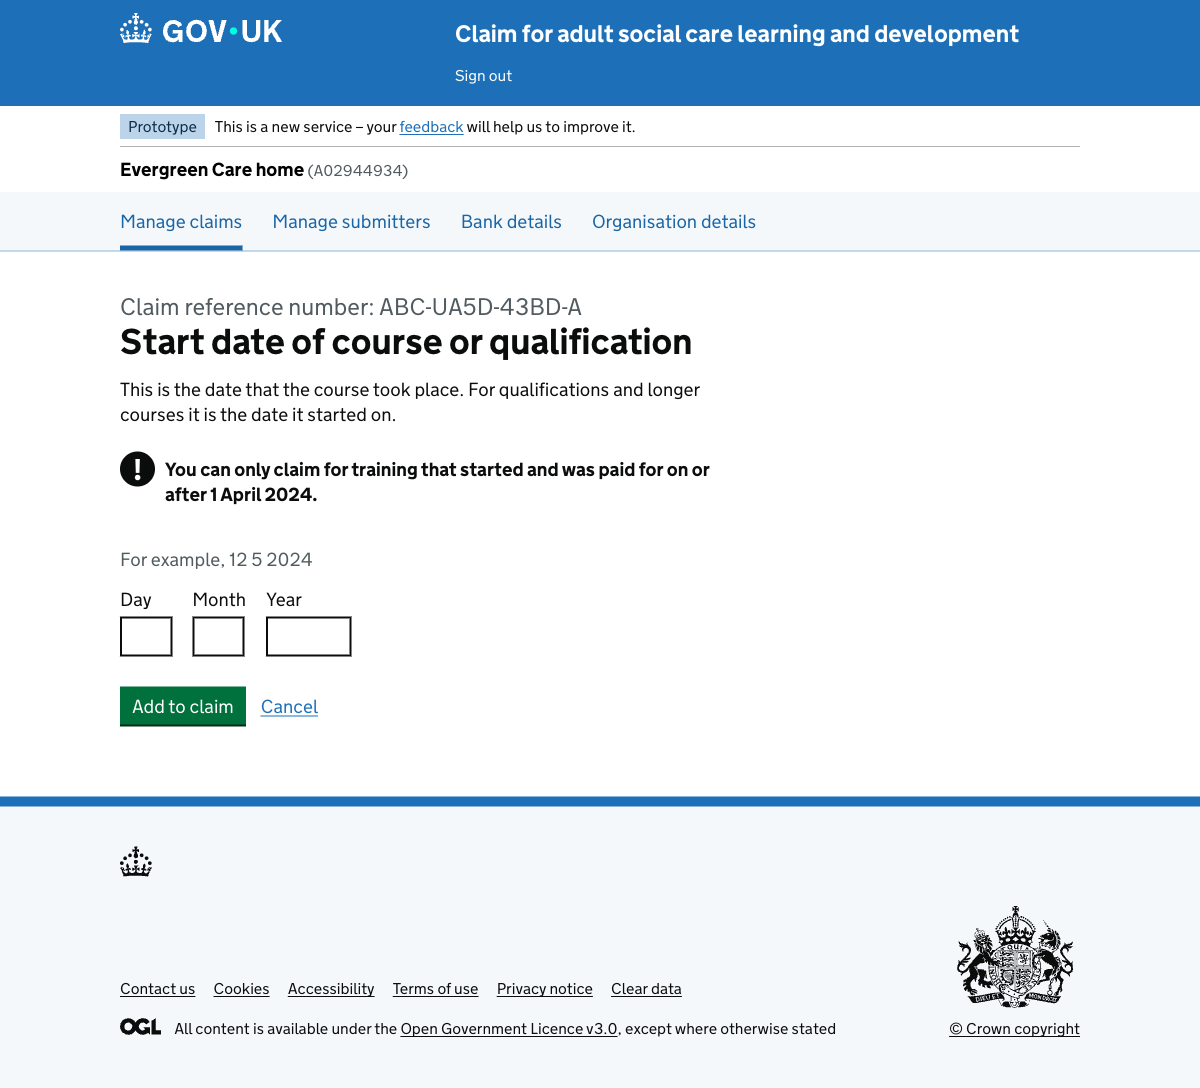 GOV·UK
Claim for adult social care learning and development
Sign out
Prototype This is a new service – your feedback will help us to improve it.
Evergreen Care home (A02944934)
Manage claims Manage submitters Bank details Organisation details
Claim reference number: ABC-UA5D-43BD-A
Start date of course or qualification
This is the date that the course took place. For qualifications and longer
courses it is the date it started on.
! You can only claim for training that started and was paid for on or
after 1 April 2024.
For example, 12 5 2024
Day Month Year
Add to claim Cancel
Contact us Cookies Accessibility Terms of use Privacy notice Clear data
OGL All content is available under the Open Government Licence v3.0, except where otherwise stated
© Crown copyright